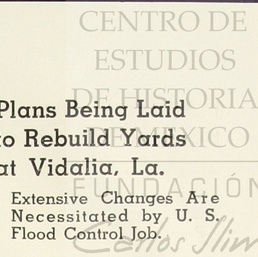 CENTRO DE
ESTUDIOS
DE HISTORIA
DE MEXICO
FUNDACIÓN
Carlos Slim
Plans Being Laid
to Rebuild Yards
at Vidalia, La.
Extensive Changes Are
Necessitated by U. S.
Flood Control Job.